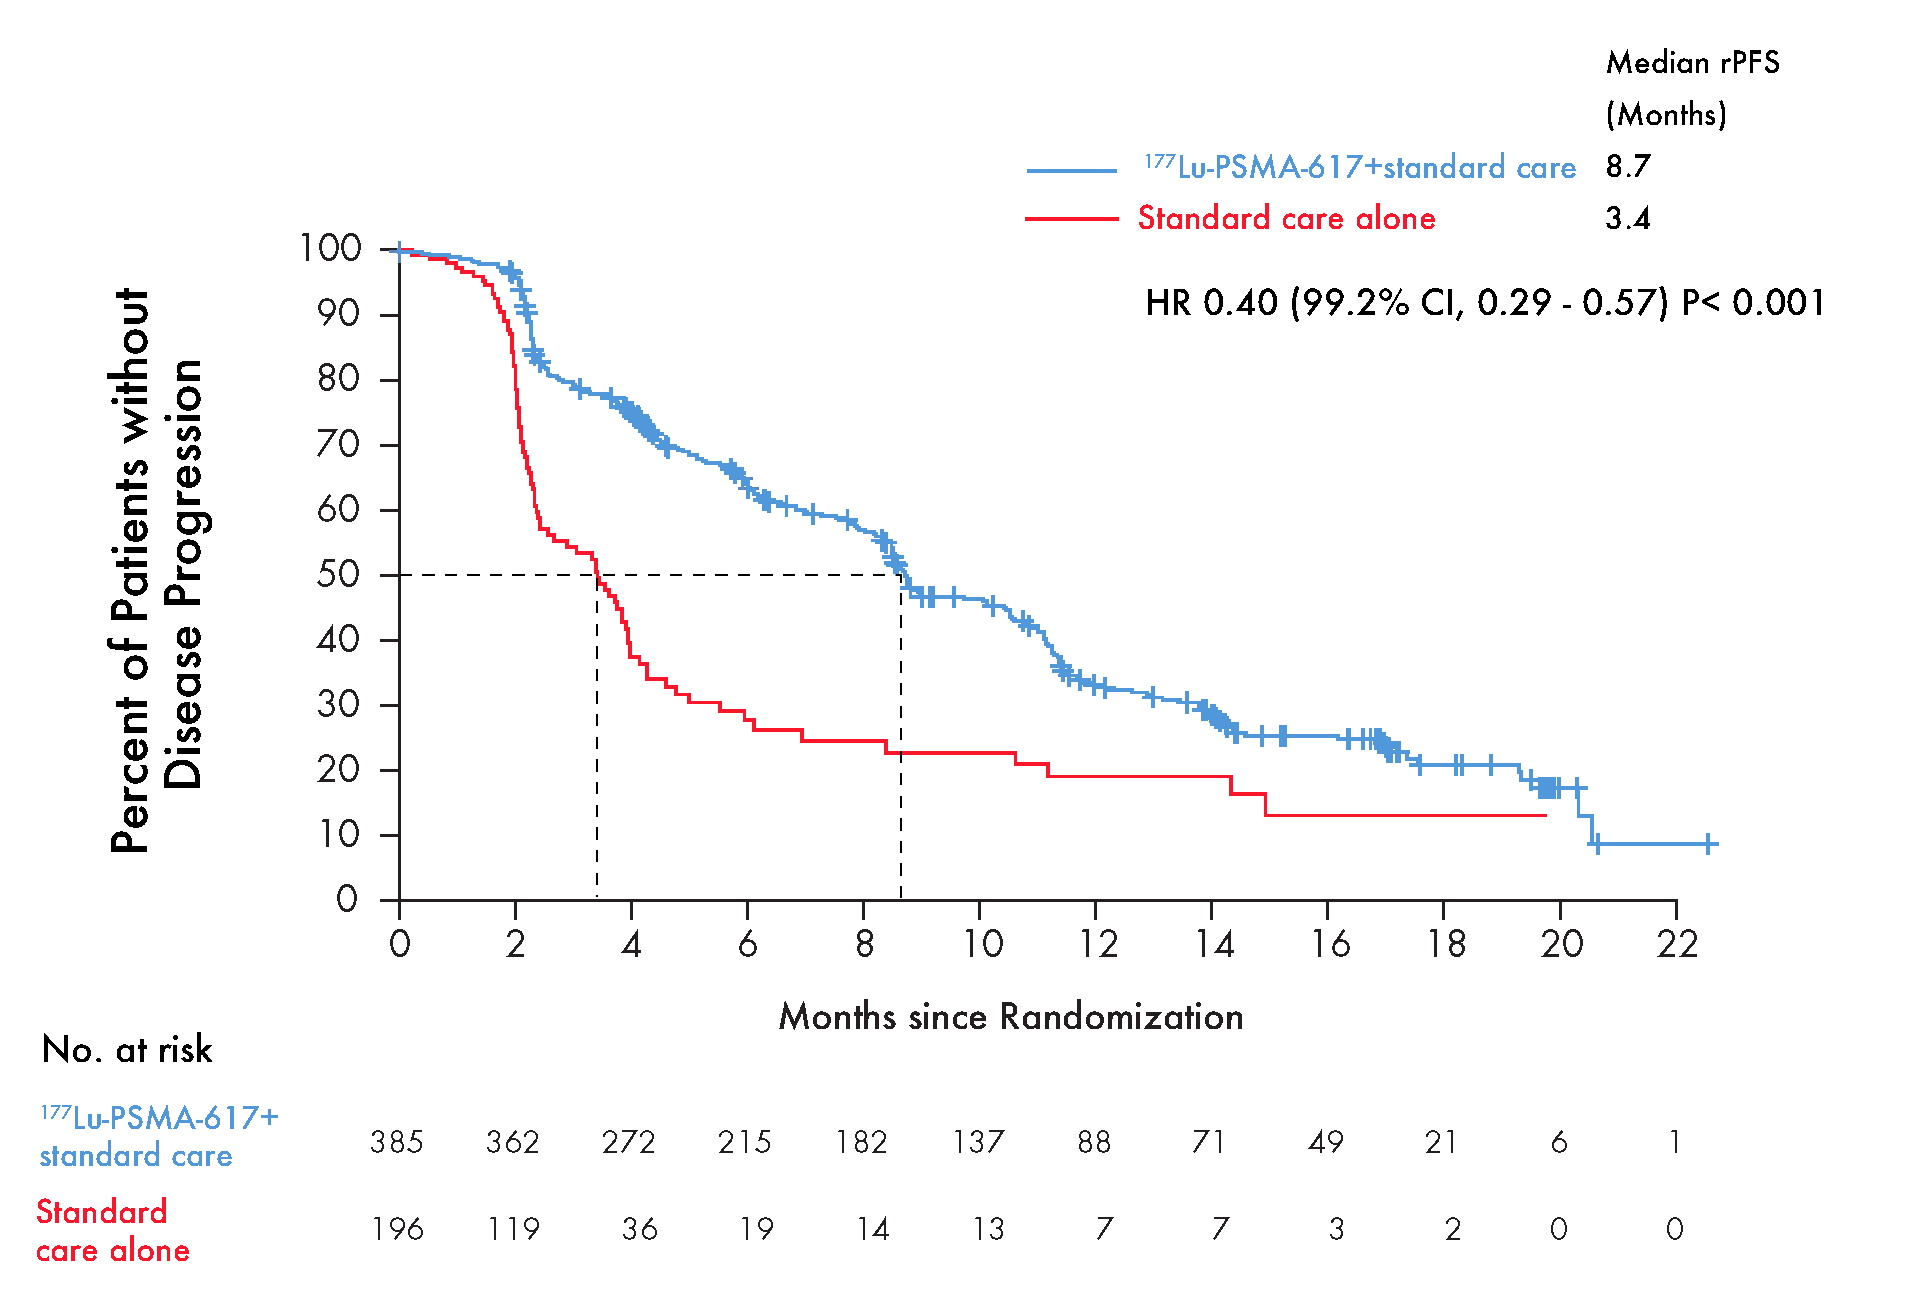 Median rPFS
(Months)
¹⁷⁷Lu-PSMA-617+standard care 8.7
Standard care alone 3.4
HR 0.40 (99.2% CI, 0.29 - 0.57) P< 0.001
Percent of Patients without
Disease Progression
100
90
80
70
60
50
40
30
20
10
0
0 2 4 6 8 10 12 14 16 18 20 22
Months since Randomization
No. at risk
¹⁷⁷Lu-PSMA-617+
standard care
385 362 272 215 182 137 88 71 49 21 6 1
Standard
care alone
196 119 36 19 14 13 7 7 3 2 0 0